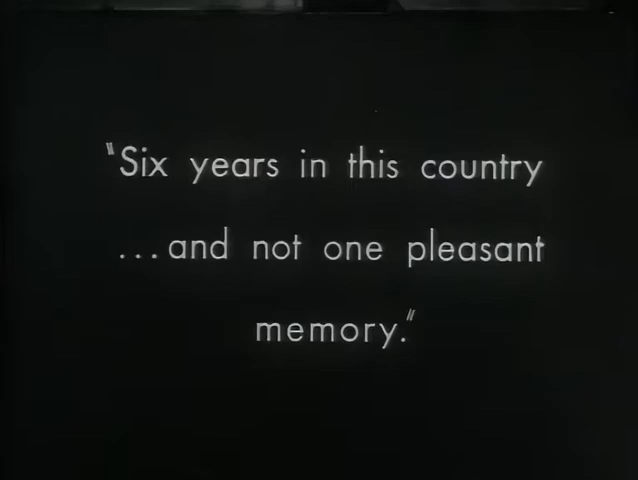 "Six years in this country
...and not one pleasant
memory."